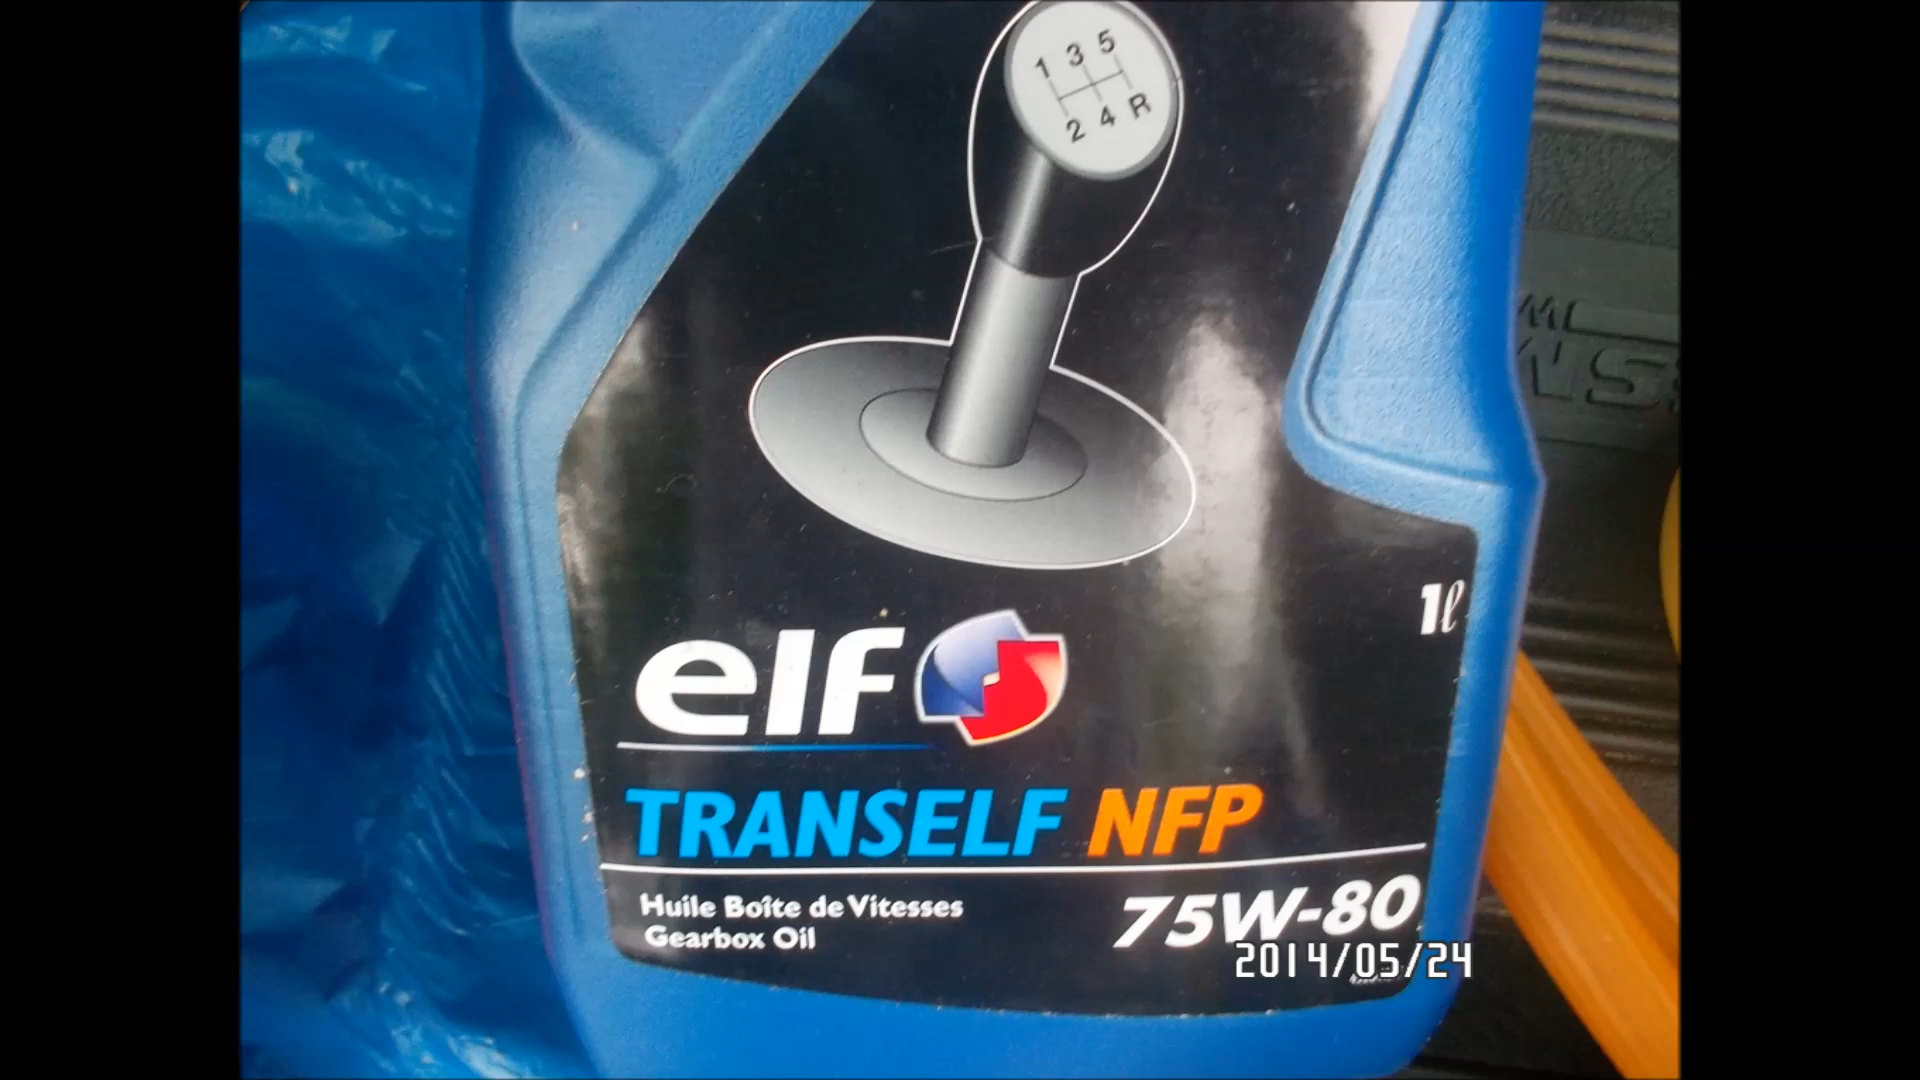 1 3 5
2 4 R
1ℓ
elf
TRANSELF NFP
Huile Boîte de Vitesses
Gearbox Oil
75W-80
2014/05/24